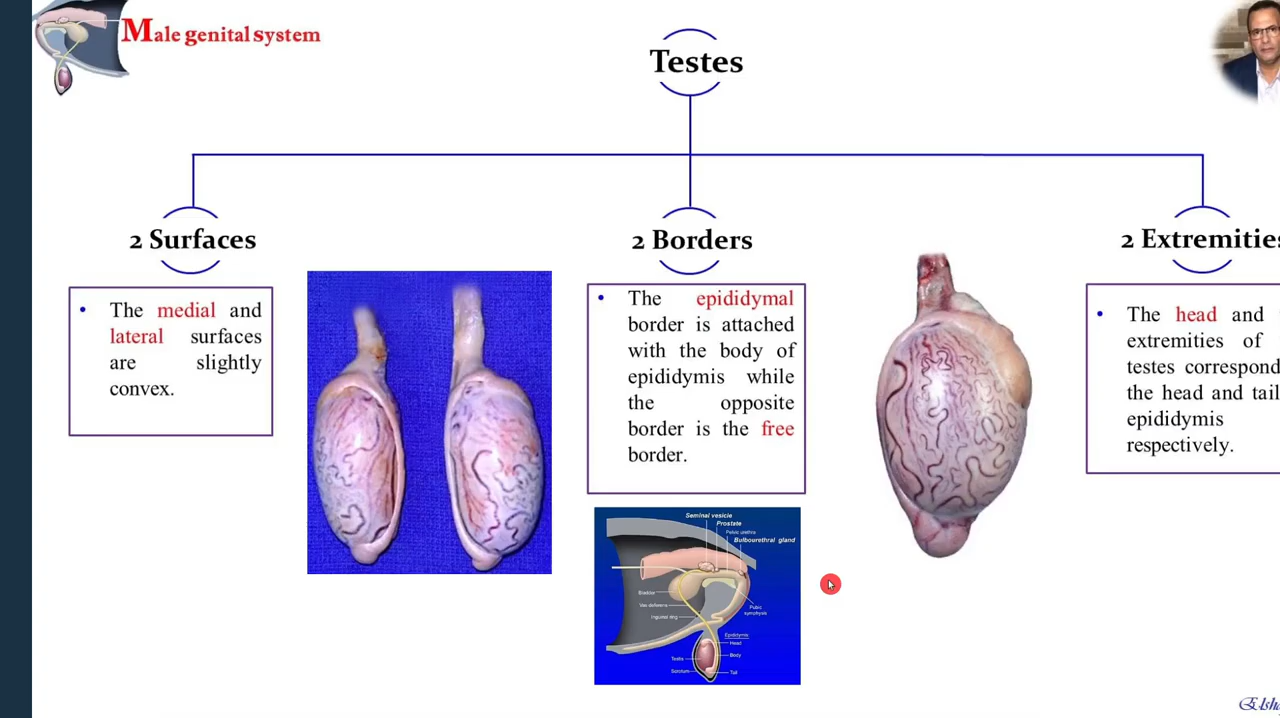 Male genital system
Testes
2 Surfaces
2 Borders
2 Extremities
• The medial and
lateral surfaces
are slightly
convex.
• The epididymal
border is attached
with the body of
epididymis while
the opposite
border is the free
border.
• The head and
extremities of
testes correspond
the head and tail
epididymis
respectively.
Seminal vesicle
Prostate
Pelvic urethra
Bulbourethral gland
Bladder
Vas deferens
Inguinal ring
Pubic
symphysis
Epididymis
Head
Body
Testis
Scrotum
Tail